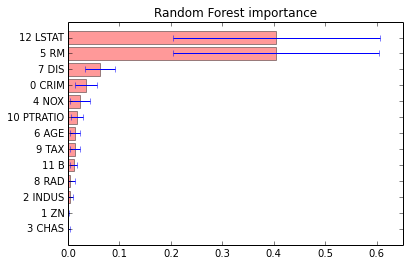 Random Forest importance
12 LSTAT
5 RM
7 DIS
0 CRIM
4 NOX
10 PTRATIO
6 AGE
9 TAX
11 B
8 RAD
2 INDUS
1 ZN
3 CHAS
0.0 0.1 0.2 0.3 0.4 0.5 0.6